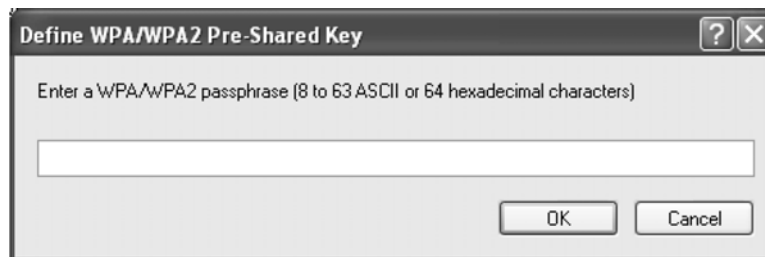 Define WPA/WPA2 Pre-Shared Key
Enter a WPA/WPA2 passphrase (8 to 63 ASCII or 64 hexadecimal characters)
OK
Cancel